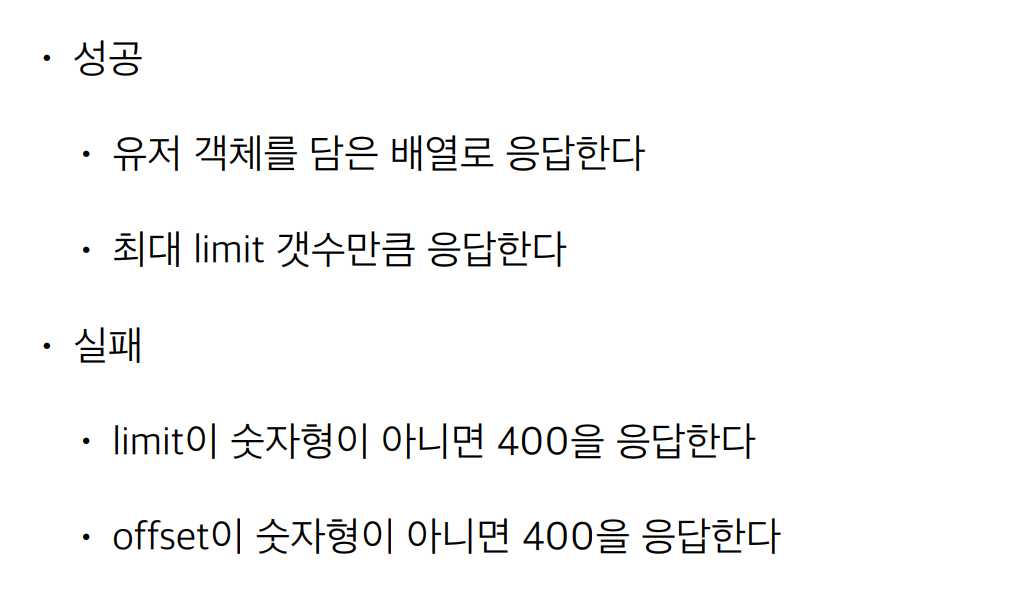 • 성공
• 유저 객체를 담은 배열로 응답한다
• 최대 limit 갯수만큼 응답한다
• 실패
• limit이 숫자형이 아니면 400을 응답한다
• offset이 숫자형이 아니면 400을 응답한다